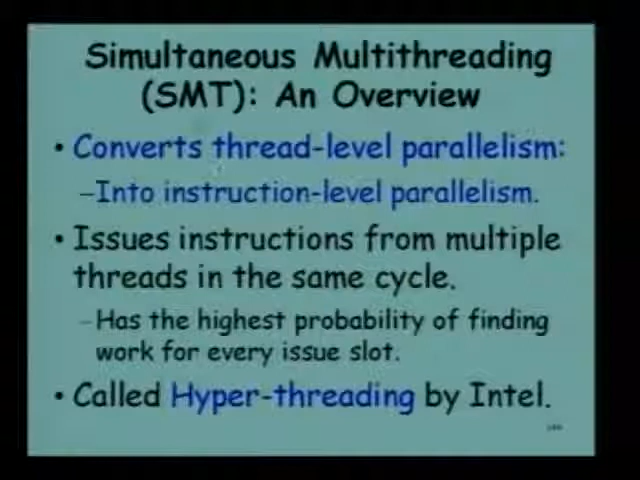 Simultaneous Multithreading
(SMT): An Overview
• Converts thread-level parallelism:
–Into instruction-level parallelism.
• Issues instructions from multiple
threads in the same cycle.
–Has the highest probability of finding
work for every issue slot.
• Called Hyper-threading by Intel.